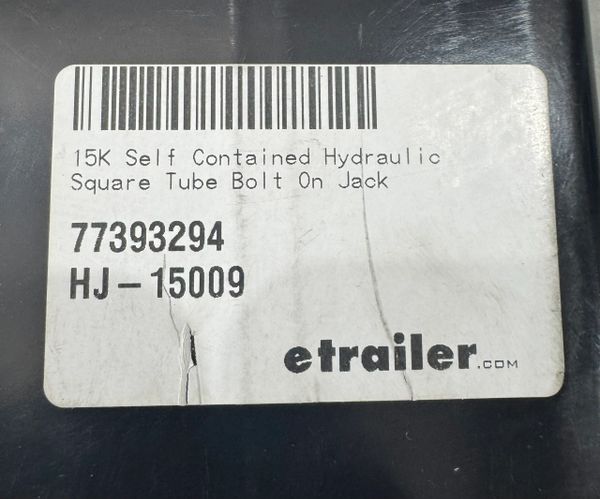 15K Self Contained Hydraulic
Square Tube Bolt On Jack
77393294
HJ-15009
etrailer.com